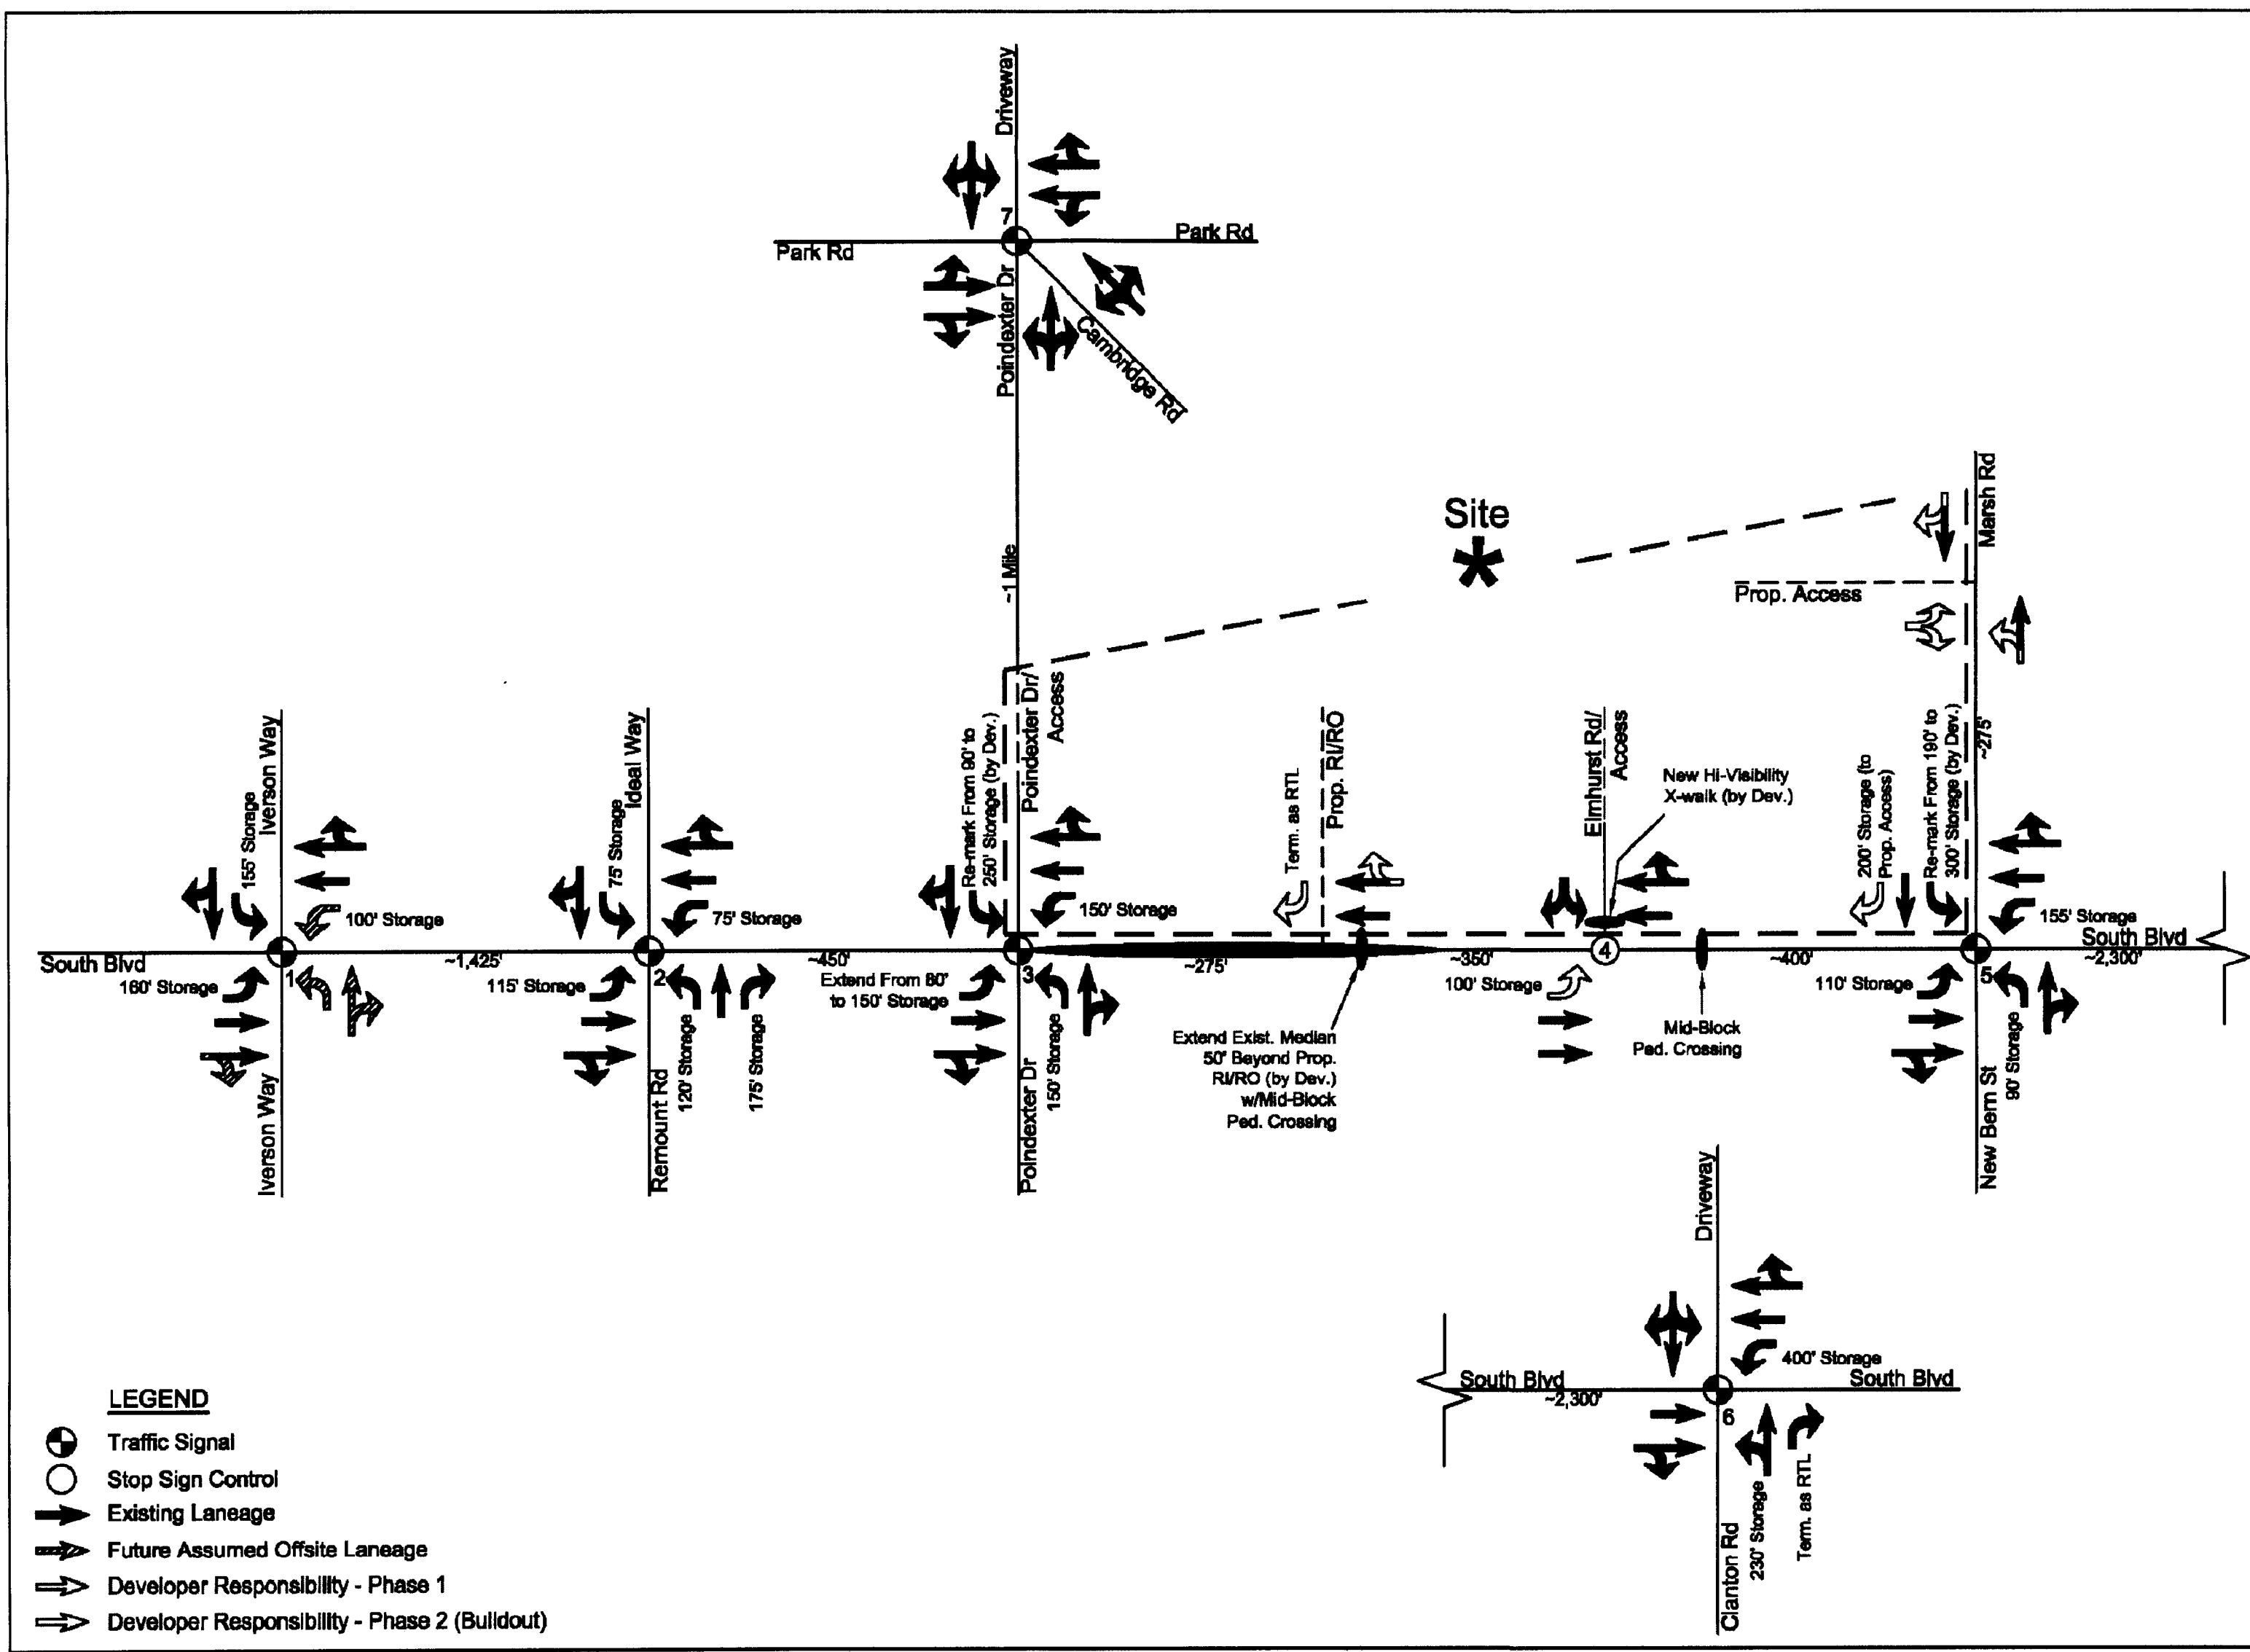 Driveway
7
Park Rd
Park Rd
Poindexter Dr
Cambridge Rd
~1 Mile
Site
Marsh Rd
Prop. Access
~275'
Iverson Way
155' Storage
100' Storage
South Blvd
160' Storage
1
Iverson Way
~1,425'
Ideal Way
75' Storage
75' Storage
115' Storage
2
Remount Rd
120' Storage
175' Storage
~450'
Poindexter Dr/
Access
Re-mark From 90' to
250' Storage (by Dev.)
150' Storage
Extend From 80'
to 150' Storage
3
Poindexter Dr
150' Storage
Term. as RTL
Prop. RI/RO
~275'
Extend Exist. Median
50' Beyond Prop.
RI/RO (by Dev.)
w/Mid-Block
Ped. Crossing
~350'
Elmhurst Rd/
Access
New Hi-Visibility
X-walk (by Dev.)
4
100' Storage
Mid-Block
Ped. Crossing
~400'
200' Storage (to
Prop. Access)
Re-mark From 190' to
300' Storage (by Dev.)
155' Storage
South Blvd
~2,300'
110' Storage
5
90' Storage
New Bern St
Driveway
400' Storage
South Blvd
~2,300'
South Blvd
6
Clanton Rd
230' Storage
Term. as RTL
LEGEND
Traffic Signal
Stop Sign Control
Existing Laneage
Future Assumed Offsite Laneage
Developer Responsibility - Phase 1
Developer Responsibility - Phase 2 (Buildout)